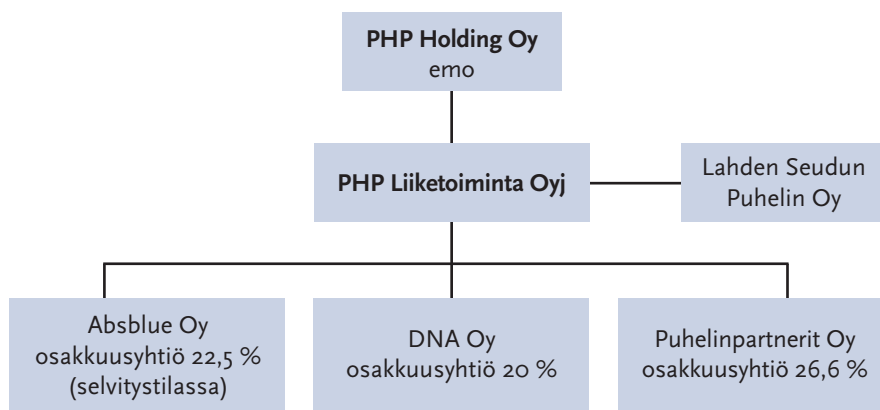 PHP Holding Oy
emo
PHP Liiketoiminta Oyj
Lahden Seudun
Puhelin Oy
Absblue Oy
osakkuusyhtiö 22,5 %
(selvitystilassa)
DNA Oy
osakkuusyhtiö 20 %
Puhelinpartnerit Oy
osakkuusyhtiö 26,6 %